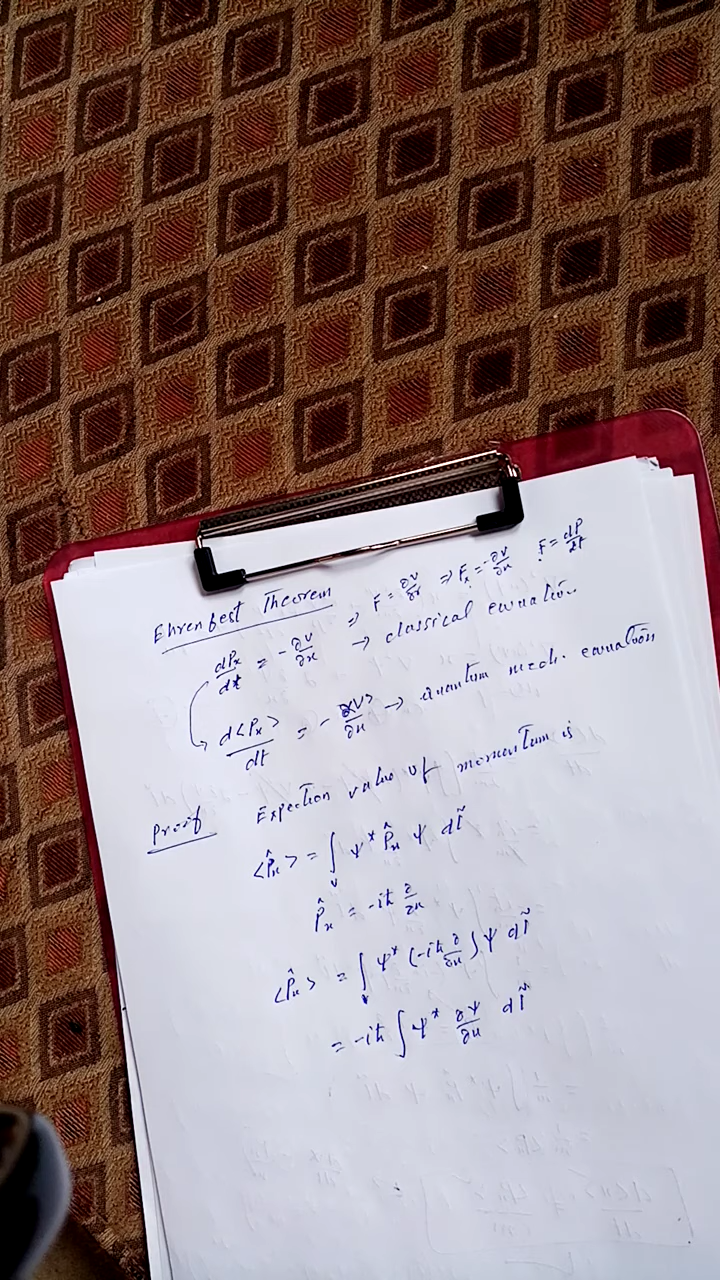 Ehrenfest Theorem ⇒ F = ∂V/∂r ⇒ Fₓ = -∂V/∂x F = dP/dt
dPₓ/dt = -∂V/∂x → classical equation
d<Pₓ>/dt = -∂<V>/∂x → quantum mech. equation
Proof Expection value of momentum is
<P̂ₓ> = ∫ᵥ ψ* P̂ₓ ψ dτ̃
P̂ₓ = -iħ ∂/∂x
<P̂ₓ> = ∫ᵥ ψ* (-iħ ∂/∂x) ψ dτ̃
= -iħ ∫ ψ* ∂ψ/∂x dτ̃